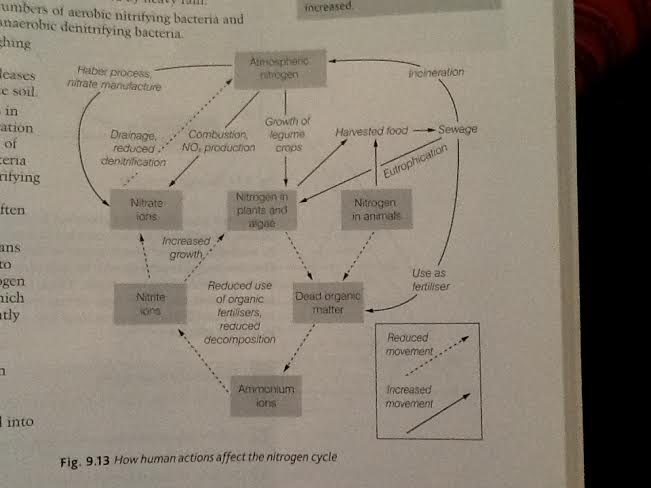 umbers of aerobic nitrifying bacteria and
anaerobic denitrifying bacteria.
ghing
leases
c soil.
in
ation
of
teria
rifying
ften
ans
to
ogen
hich
ntly
n
l into
increased.
Atmospheric
nitrogen
Haber process,
nitrate manufacture
Incineration
Drainage,
reduced
denitrification
Combustion,
NOx production
Growth of
legume
crops
Harvested food
Sewage
Eutrophication
Nitrate
ions
Nitrogen in
plants and
algae
Nitrogen
in animals
Increased
growth
Use as
fertiliser
Nitrite
ions
Reduced use
of organic
fertilisers,
reduced
decomposition
Dead organic
matter
Ammonium
ions
Reduced
movement
Increased
movement
Fig. 9.13 How human actions affect the nitrogen cycle